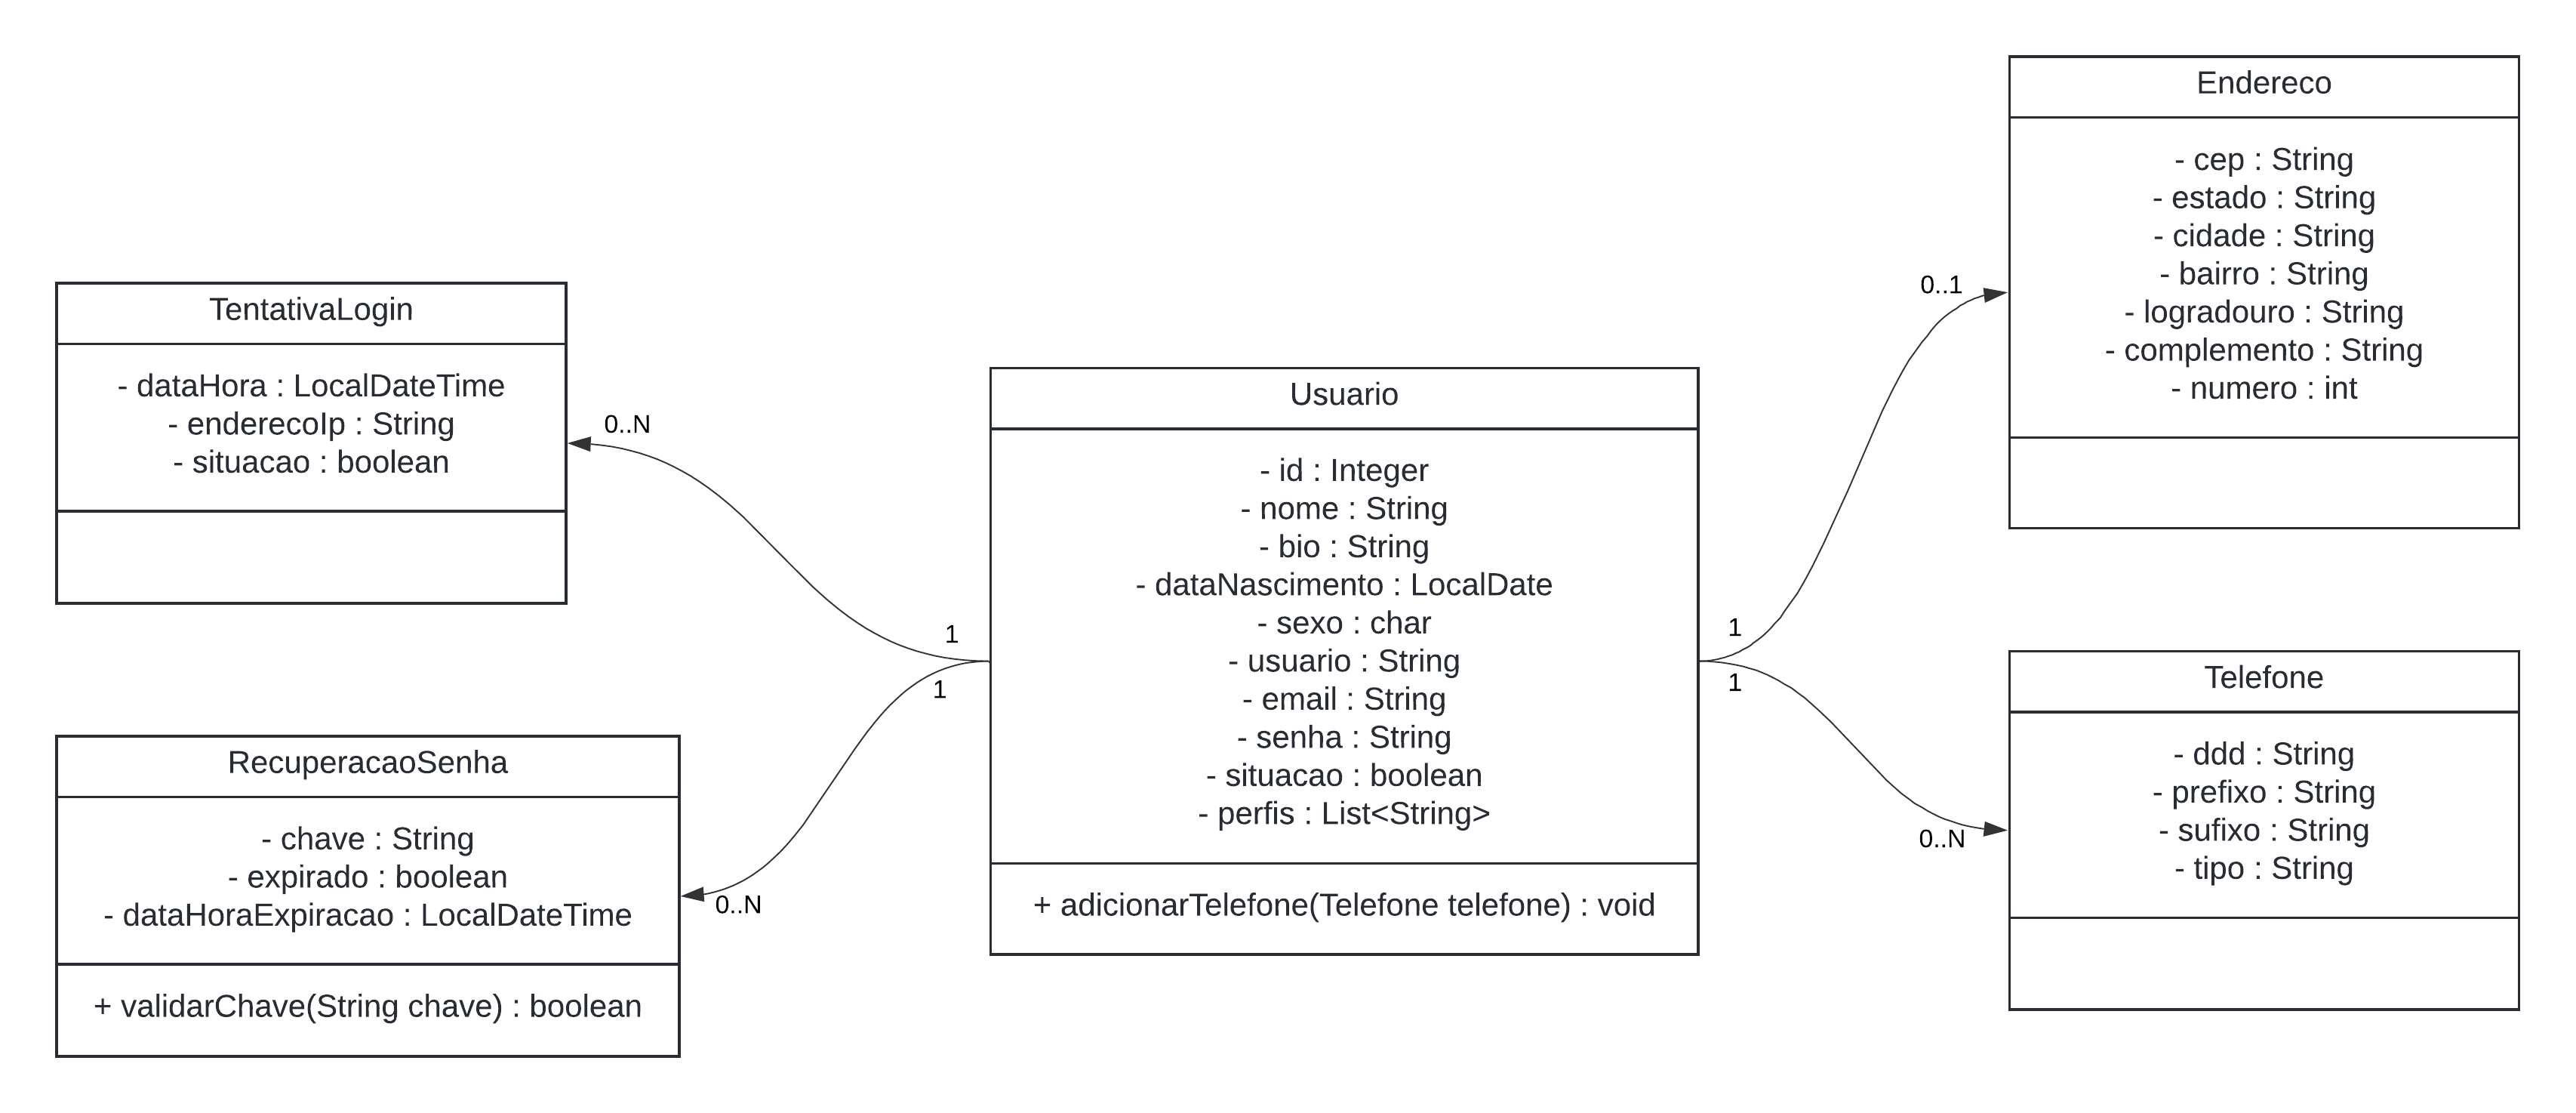 TentativaLogin
- dataHora : LocalDateTime
- enderecoIp : String
- situacao : boolean
0..N
1
RecuperacaoSenha
- chave : String
- expirado : boolean
- dataHoraExpiracao : LocalDateTime
+ validarChave(String chave) : boolean
0..N
1
Usuario
- id : Integer
- nome : String
- bio : String
- dataNascimento : LocalDate
- sexo : char
- usuario : String
- email : String
- senha : String
- situacao : boolean
- perfis : List<String>
+ adicionarTelefone(Telefone telefone) : void
1
0..1
Endereco
- cep : String
- estado : String
- cidade : String
- bairro : String
- logradouro : String
- complemento : String
- numero : int
1
0..N
Telefone
- ddd : String
- prefixo : String
- sufixo : String
- tipo : String